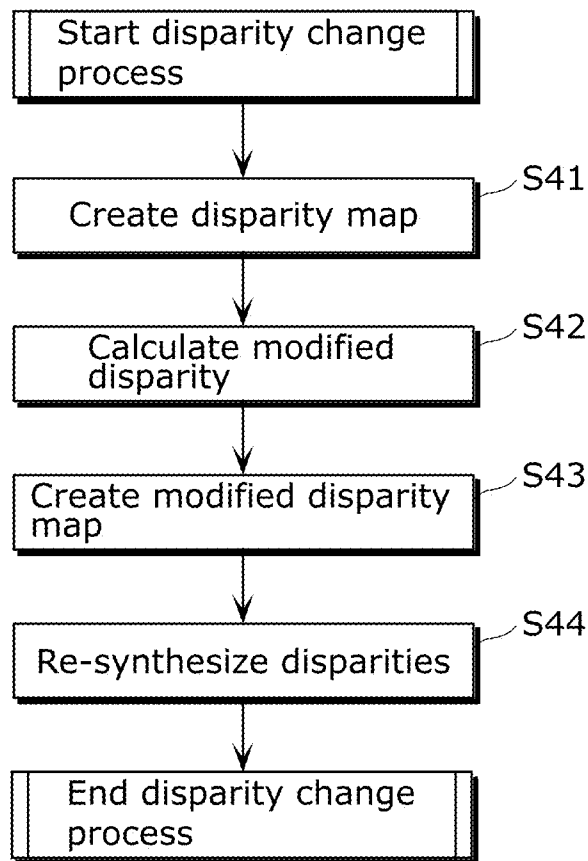 Start disparity change
process
S41
Create disparity map
S42
Calculate modified
disparity
S43
Create modified disparity
map
S44
Re-synthesize disparities
End disparity change
process